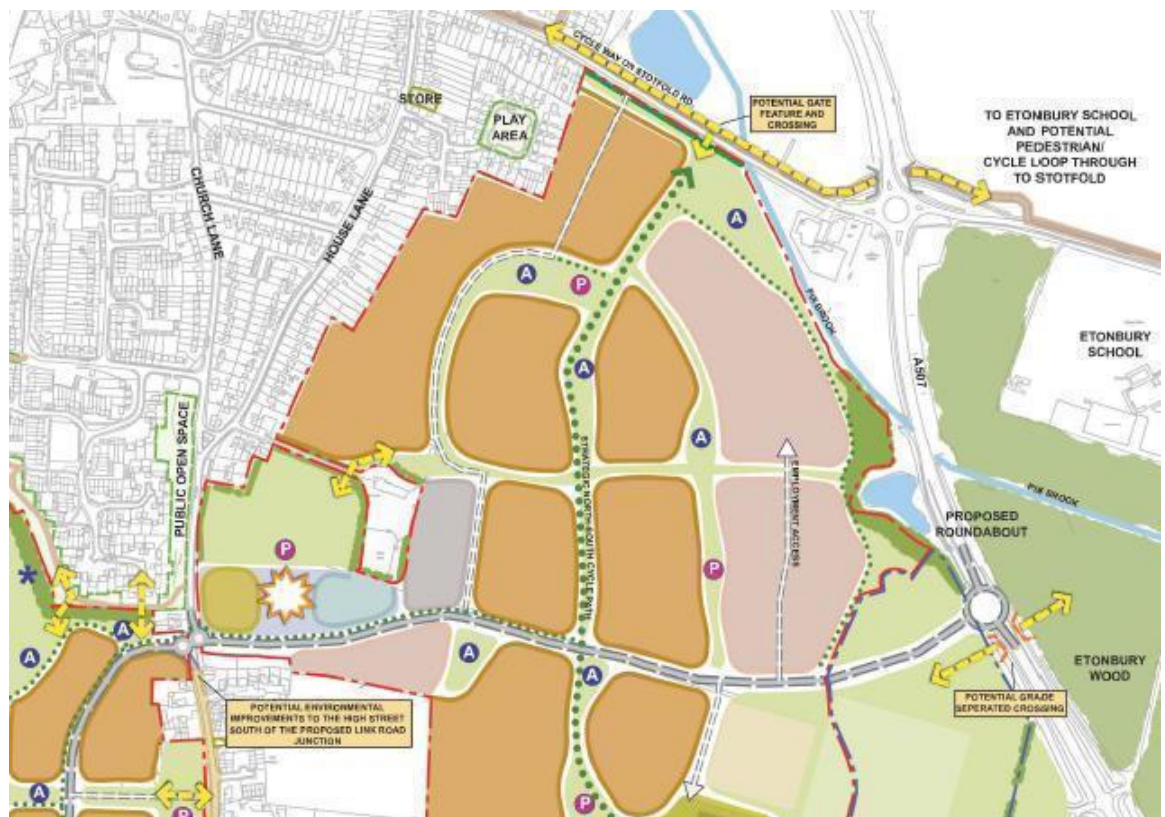 CYCLE WAY ON STOTFOLD RD
STORE
PLAY
AREA
POTENTIAL GATE
FEATURE AND
CROSSING
TO ETONBURY SCHOOL
AND POTENTIAL
PEDESTRIAN/
CYCLE LOOP THROUGH
TO STOTFOLD
CHURCH LANE
HOUSE LANE
A
A
P
PIX BROOK
A507
ETONBURY
SCHOOL
A
PUBLIC OPEN SPACE
A
STRATEGIC NORTH-SOUTH CYCLE PATH
EMPLOYMENT ACCESS
PIX BROOK
PROPOSED
ROUNDABOUT
P
P
*
A
A
A
A
ETONBURY
WOOD
POTENTIAL ENVIRONMENTAL
IMPROVEMENTS TO THE HIGH STREET
SOUTH OF THE PROPOSED LINK ROAD
JUNCTION
POTENTIAL GRADE
SEPERATED CROSSING
A
P
P